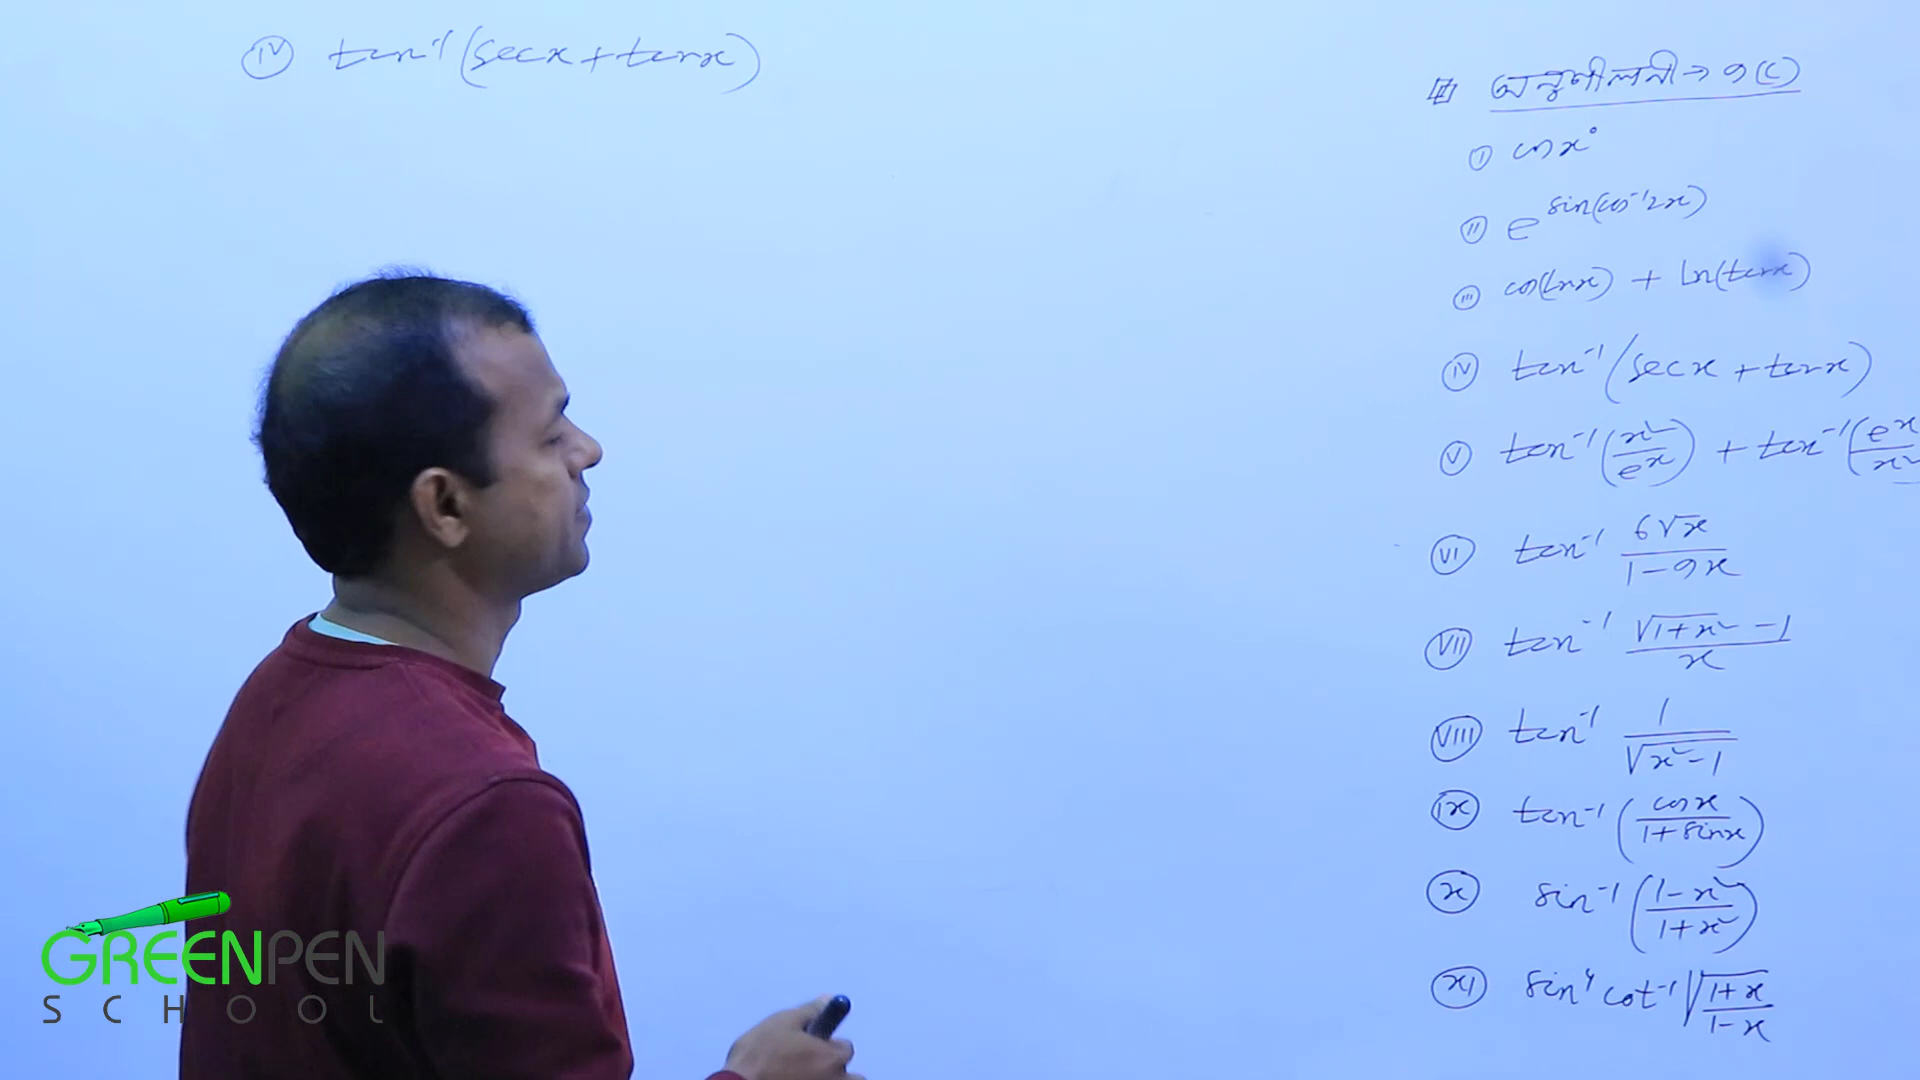 (iv) tan⁻¹(secx + tanx)
অনুশীলনী → ৯(C)
(i) cos x°
(ii) e^sin(cos⁻¹2x)
(iii) cos(lnx) + ln(tanx)
(iv) tan⁻¹(secx + tanx)
(v) tan⁻¹(x²/eˣ) + tan⁻¹(eˣ/x²
(vi) tan⁻¹ 6√x/(1-9x)
(vii) tan⁻¹ (√(1+x²) - 1)/x
(viii) tan⁻¹ 1/√(x²-1)
(ix) tan⁻¹(cosx/(1+sinx))
(x) sin⁻¹((1-x²)/(1+x²))
(xi) sin⁴ cot⁻¹ √((1+x)/(1-x))
GREENPEN
SCHOOL